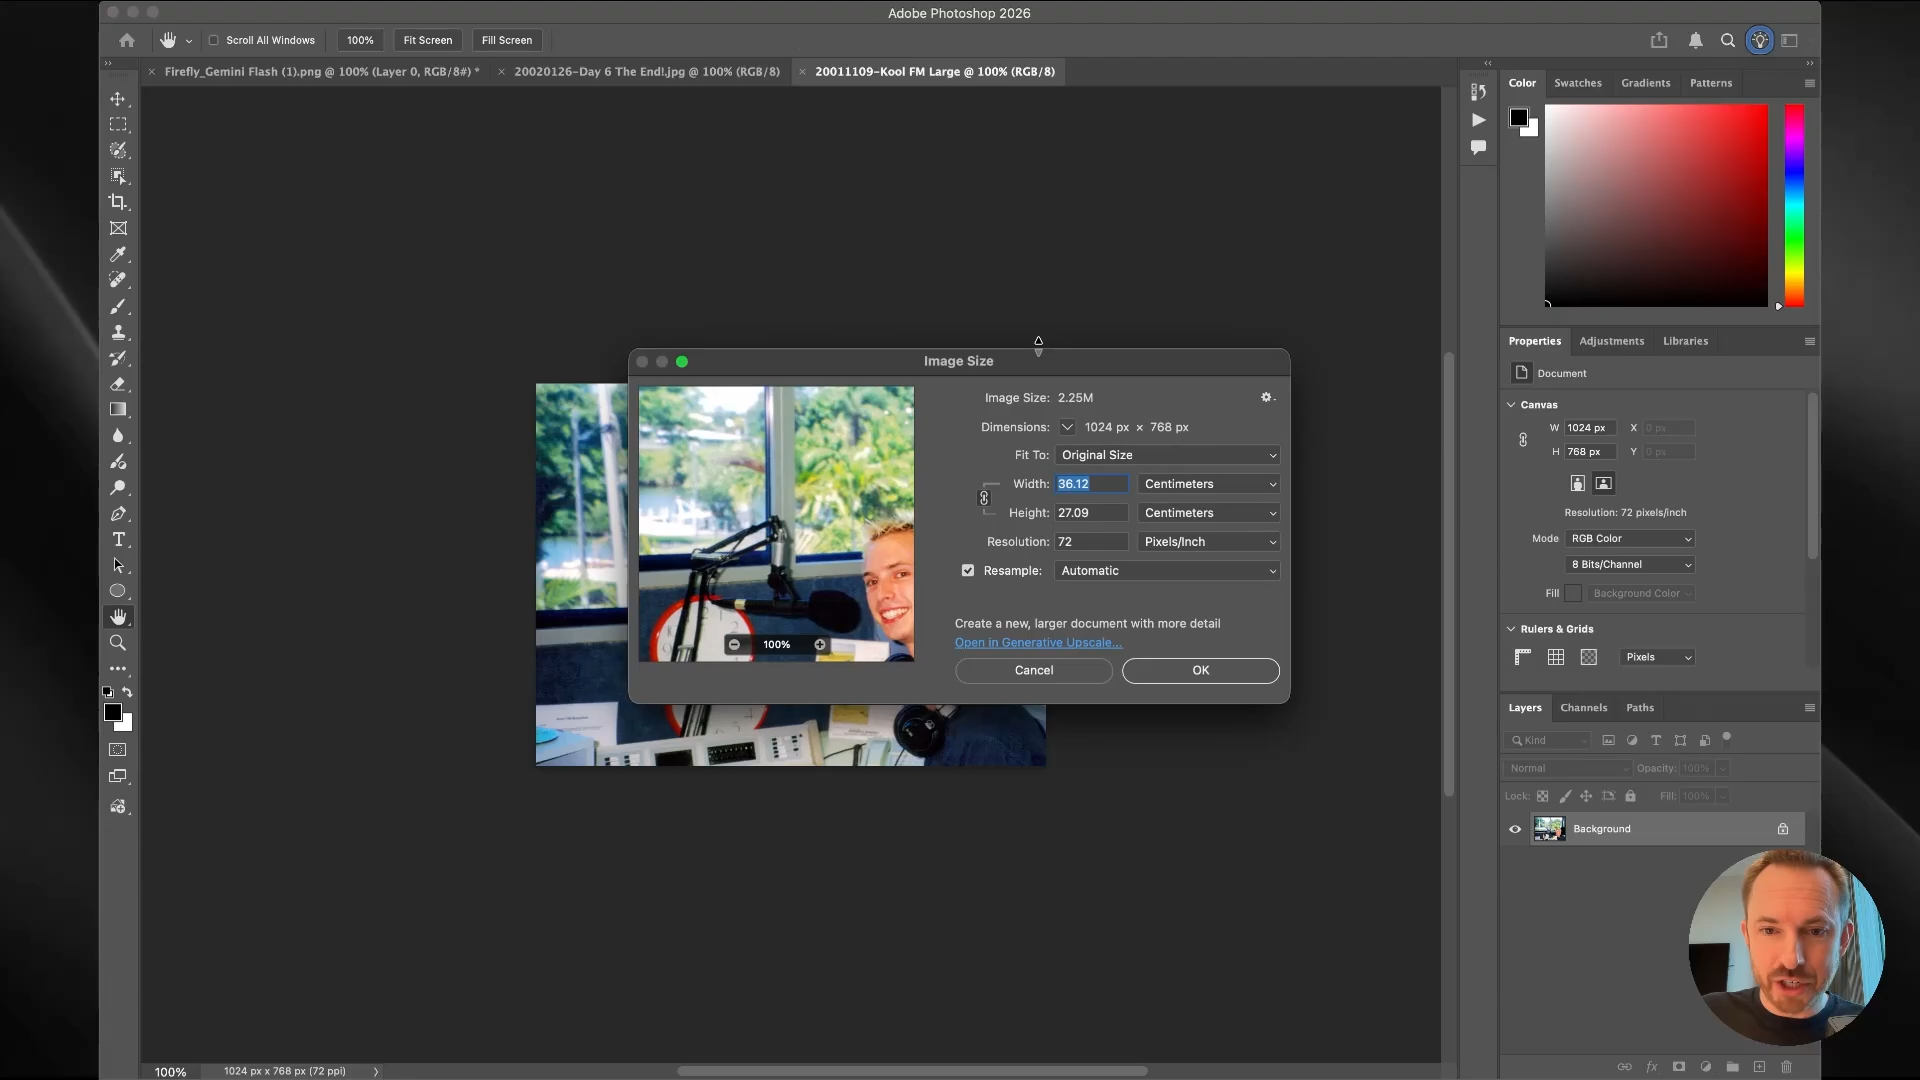 Adobe Photoshop 2026
Scroll All Windows 100% Fit Screen Fill Screen
Firefly_Gemini Flash (1).png @ 100% (Layer 0, RGB/8#) *
20020126-Day 6 The End!.jpg @ 100% (RGB/8)
20011109-Kool FM Large @ 100% (RGB/8)
Image Size
Image Size: 2.25M
Dimensions: 1024 px × 768 px
Fit To: Original Size
Width: 36.12 Centimeters
Height: 27.09 Centimeters
Resolution: 72 Pixels/Inch
Resample: Automatic
100%
Create a new, larger document with more detail
Open in Generative Upscale...
Cancel OK
Color Swatches Gradients Patterns
Properties Adjustments Libraries
Document
Canvas
W 1024 px X 0 px
H 768 px Y 0 px
Resolution: 72 pixels/inch
Mode RGB Color
8 Bits/Channel
Fill Background Color
Rulers & Grids
Pixels
Layers Channels Paths
Kind
Normal Opacity: 100%
Lock: Fill: 100%
Background
100% 1024 px x 768 px (72 ppi)